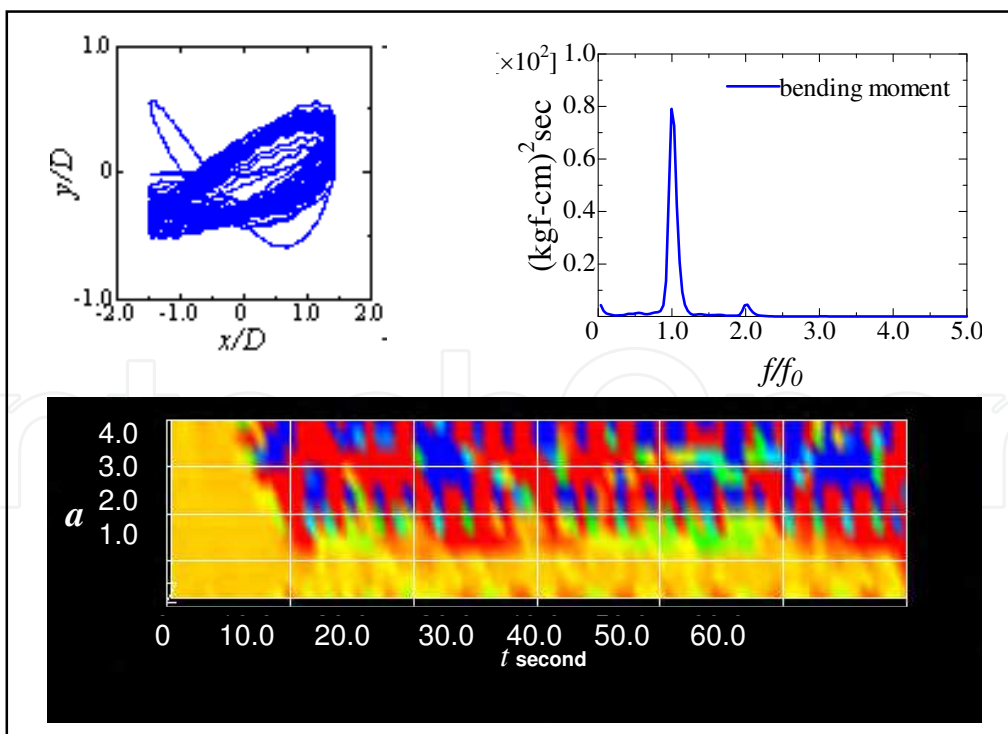 1.0
0
-1.0
-2.0 -1.0 0 1.0 2.0
y/D
x/D
×10²]
1.0
0.8
0.6
0.4
0.2
0 1.0 2.0 3.0 4.0 5.0
bending moment
(kgf-cm)²sec
f/f₀
4.0
3.0
2.0
1.0
a
0 10.0 20.0 30.0 40.0 50.0 60.0
t second